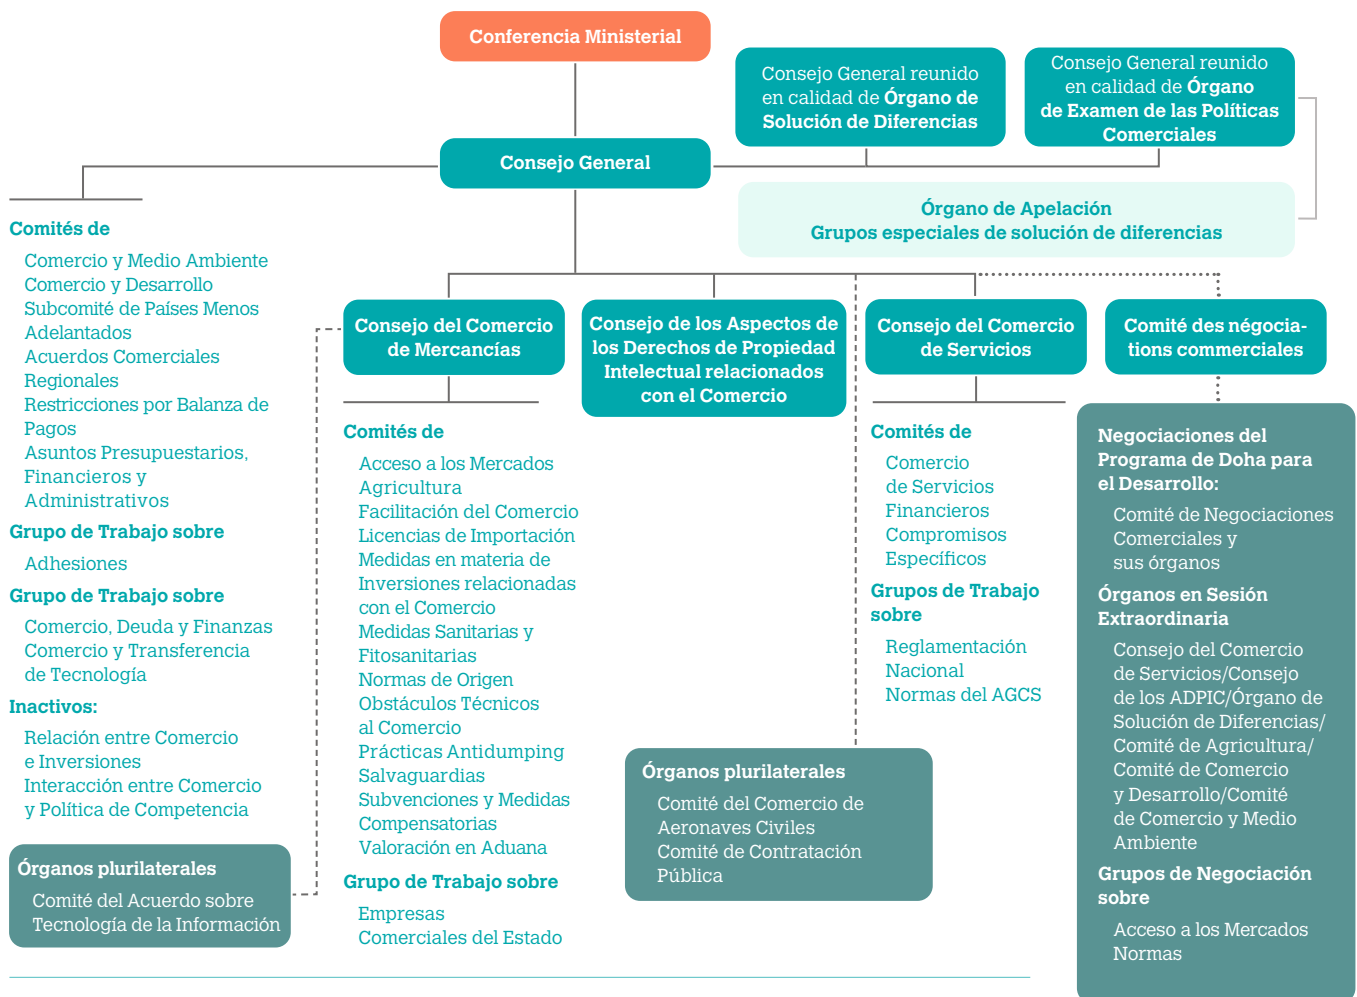 Conferencia Ministerial
Consejo General reunido
en calidad de Órgano de
Solución de Diferencias
Consejo General reunido
en calidad de Órgano
de Examen de las Políticas
Comerciales
Consejo General
Órgano de Apelación
Grupos especiales de solución de diferencias
Comités de
Comercio y Medio Ambiente
Comercio y Desarrollo
Subcomité de Países Menos
Adelantados
Acuerdos Comerciales
Regionales
Restricciones por Balanza de
Pagos
Asuntos Presupuestarios,
Financieros y
Administrativos
Grupo de Trabajo sobre
Adhesiones
Grupo de Trabajo sobre
Comercio, Deuda y Finanzas
Comercio y Transferencia
de Tecnología
Inactivos:
Relación entre Comercio
e Inversiones
Interacción entre Comercio
y Política de Competencia
Órganos plurilaterales
Comité del Acuerdo sobre
Tecnología de la Información
Consejo del Comercio
de Mercancías
Comités de
Acceso a los Mercados
Agricultura
Facilitación del Comercio
Licencias de Importación
Medidas en materia de
Inversiones relacionadas
con el Comercio
Medidas Sanitarias y
Fitosanitarias
Normas de Origen
Obstáculos Técnicos
al Comercio
Prácticas Antidumping
Salvaguardias
Subvenciones y Medidas
Compensatorias
Valoración en Aduana
Grupo de Trabajo sobre
Empresas
Comerciales del Estado
Consejo de los Aspectos de
los Derechos de Propiedad
Intelectual relacionados
con el Comercio
Órganos plurilaterales
Comité del Comercio de
Aeronaves Civiles
Comité de Contratación
Pública
Consejo del Comercio
de Servicios
Comités de
Comercio
de Servicios
Financieros
Compromisos
Específicos
Grupos de Trabajo
sobre
Reglamentación
Nacional
Normas del AGCS
Comité des négocia-
tions commerciales
Negociaciones del
Programa de Doha para
el Desarrollo:
Comité de Negociaciones
Comerciales y
sus órganos
Órganos en Sesión
Extraordinaria
Consejo del Comercio
de Servicios/Consejo
de los ADPIC/Órgano de
Solución de Diferencias/
Comité de Agricultura/
Comité de Comercio
y Desarrollo/Comité
de Comercio y Medio
Ambiente
Grupos de Negociación
sobre
Acceso a los Mercados
Normas